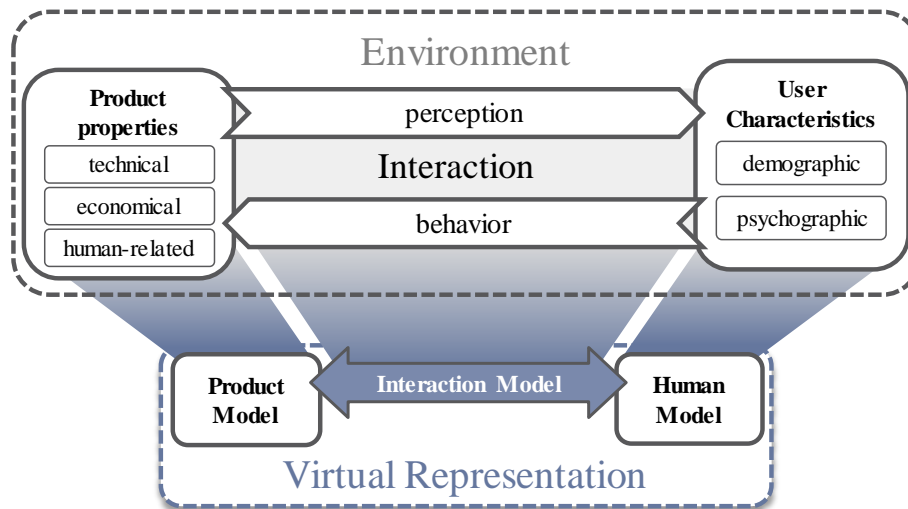 Environment
Product
properties
technical
economical
human-related
perception
Interaction
behavior
User
Characteristics
demographic
psychographic
Product
Model
Interaction Model
Human
Model
Virtual Representation